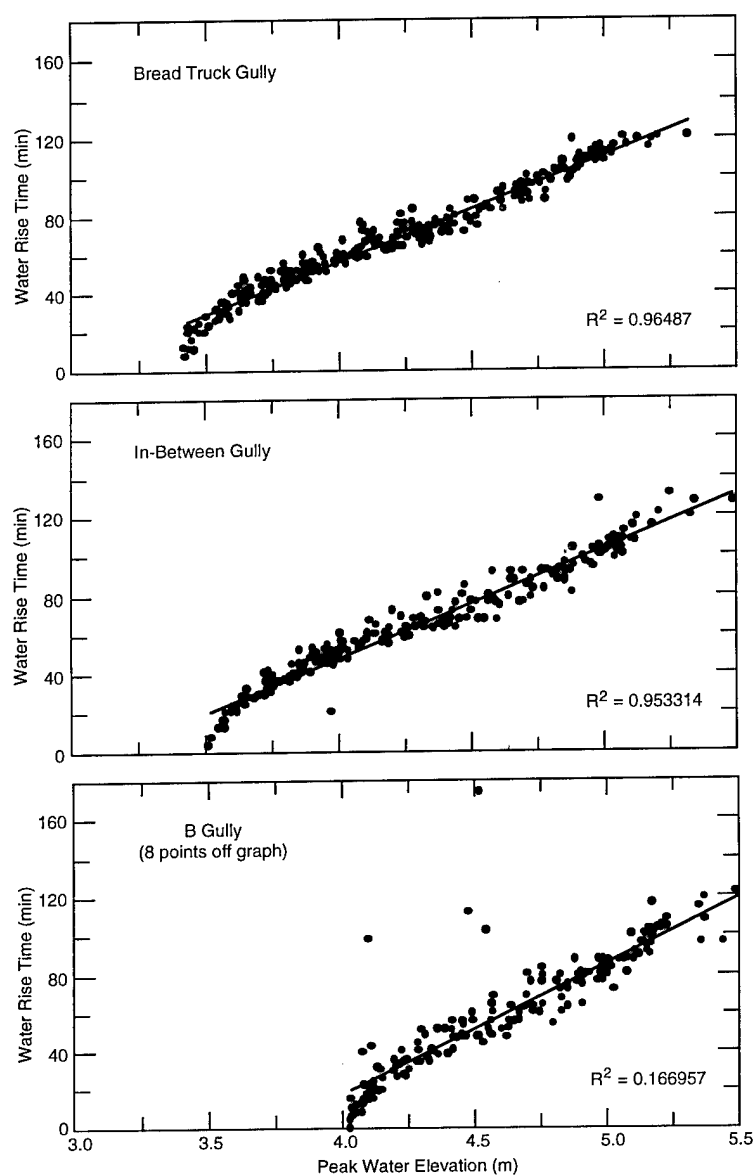 160
Bread Truck Gully
120
Water Rise Time (min)
80
40
R² = 0.96487
0
160
In-Between Gully
120
Water Rise Time (min)
80
40
R² = 0.953314
0
160
B Gully
(8 points off graph)
120
Water Rise Time (min)
80
40
R² = 0.166957
0
3.0 3.5 4.0 4.5 5.0 5.5
Peak Water Elevation (m)